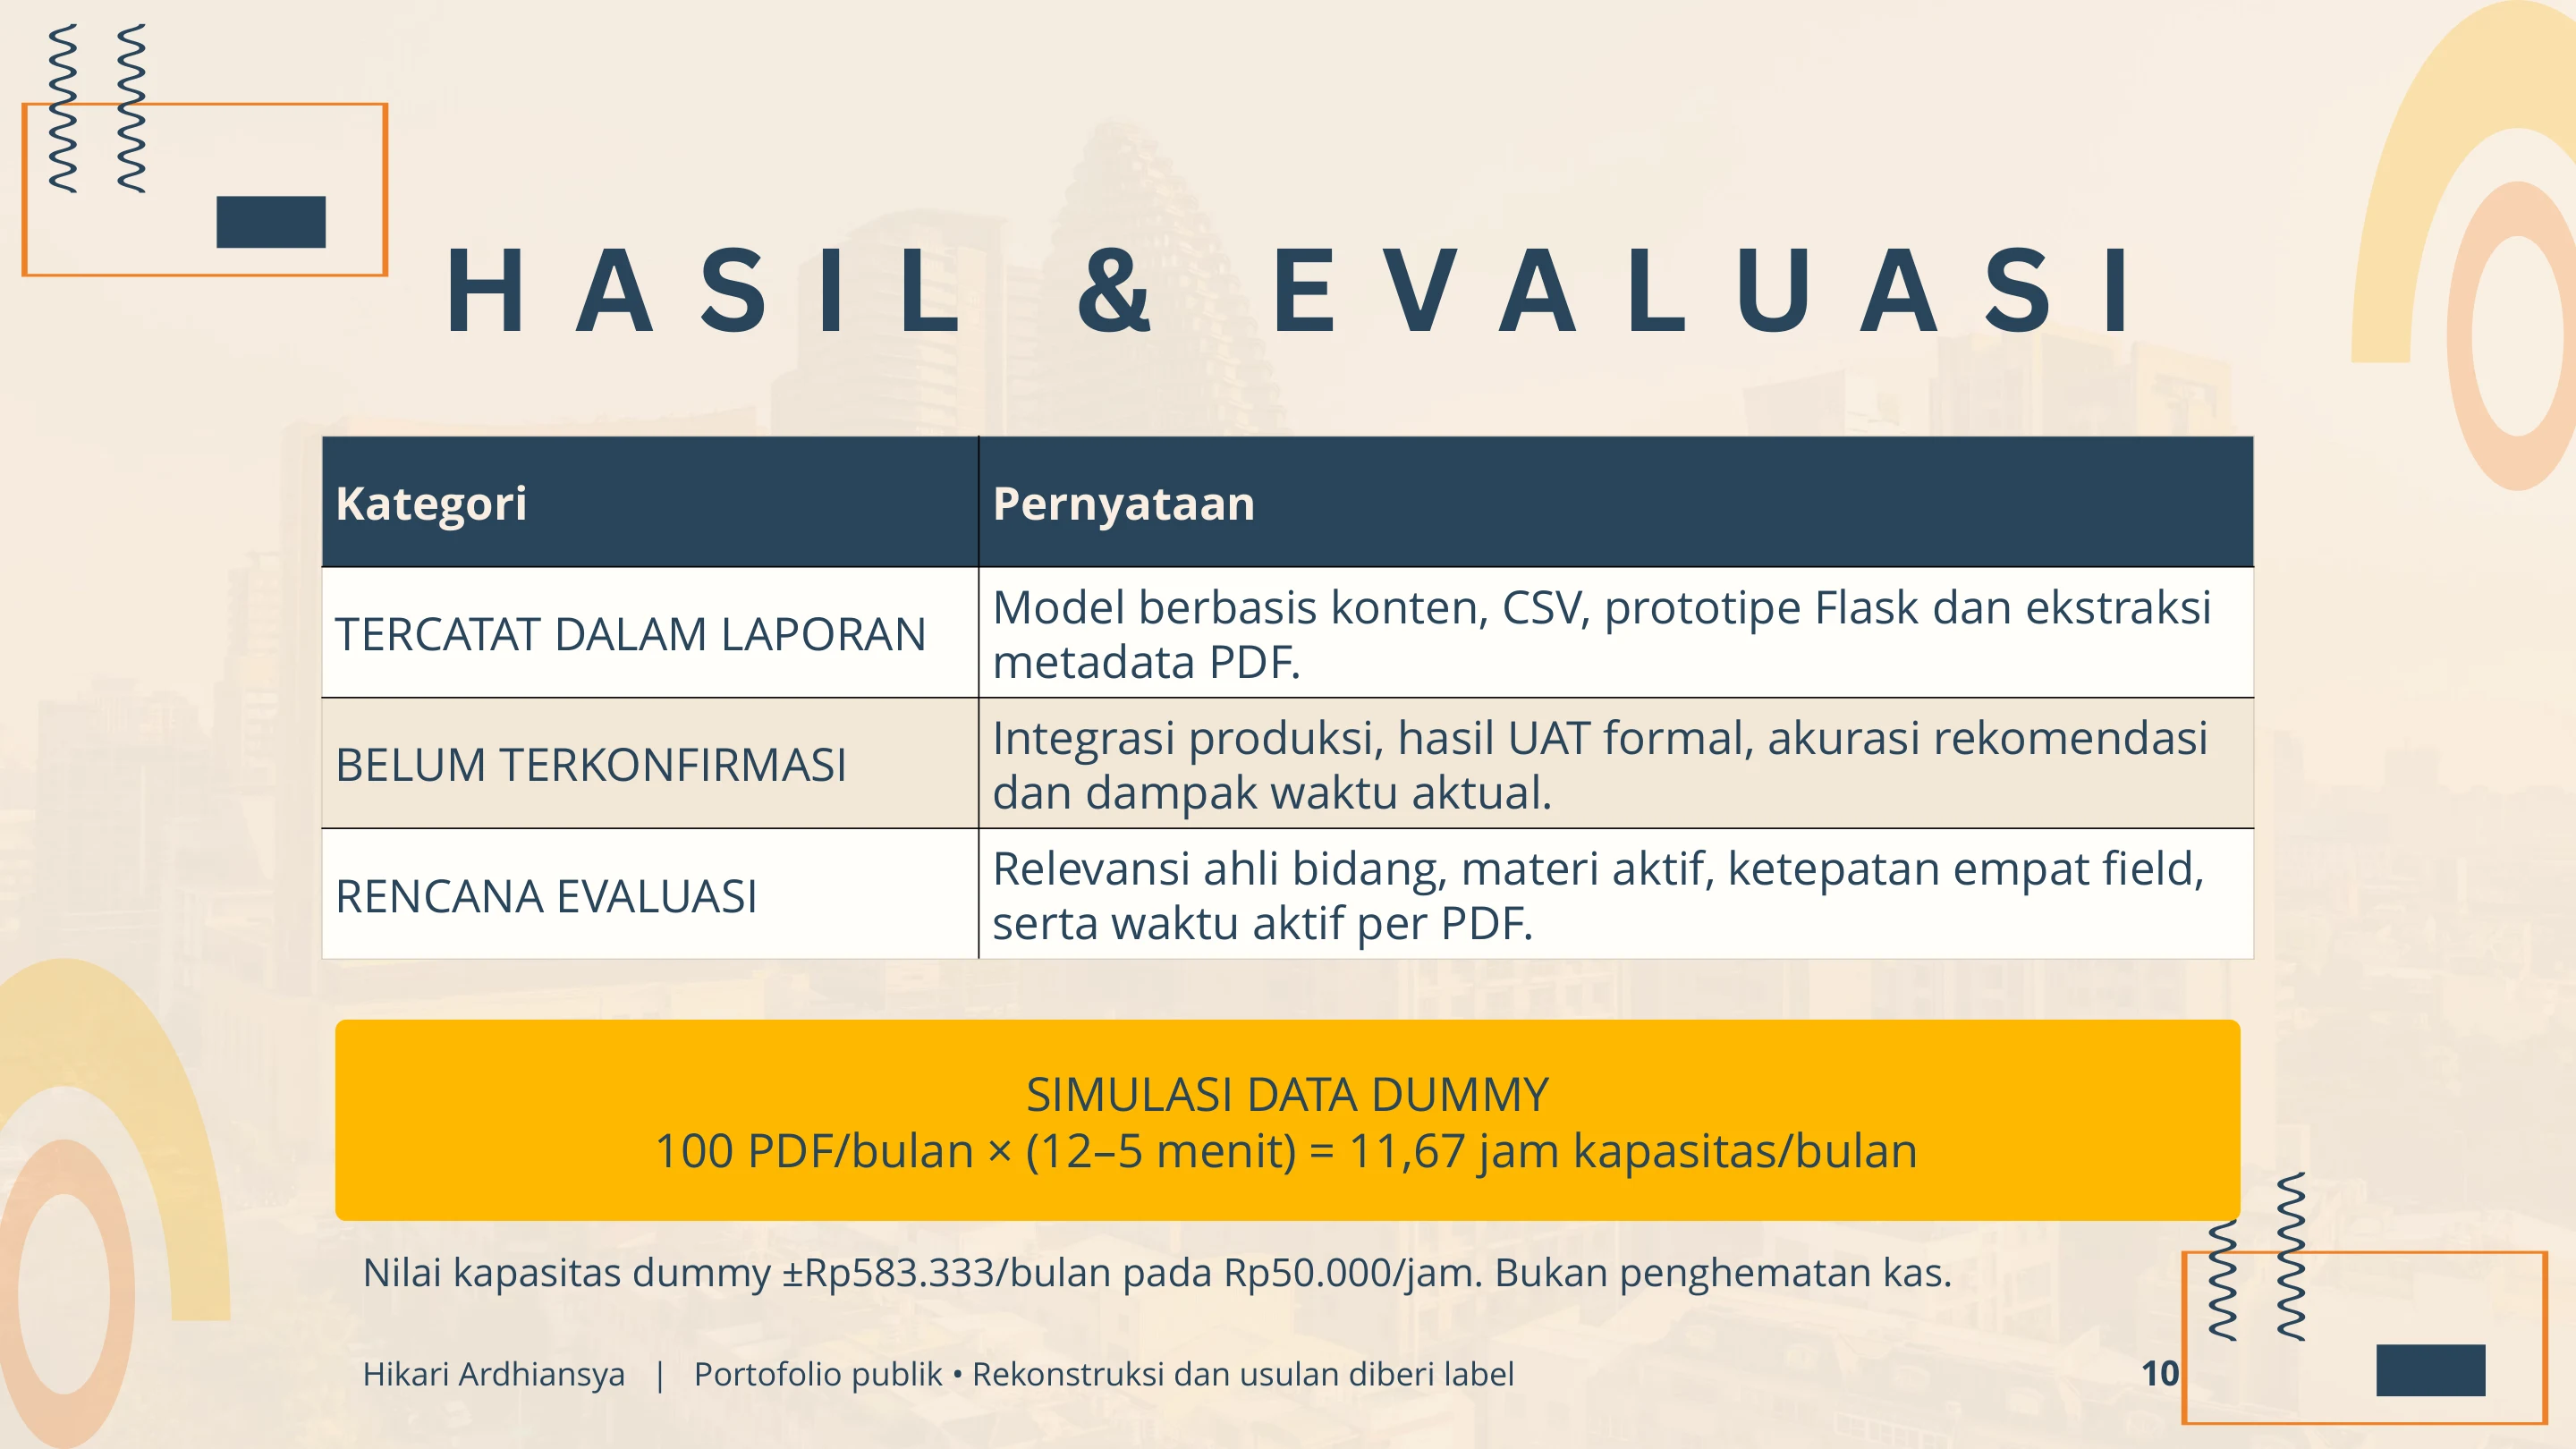 HASIL & EVALUASI
Kategori
Pernyataan
TERCATAT DALAM LAPORAN
Model berbasis konten, CSV, prototipe Flask dan ekstraksi
metadata PDF.
BELUM TERKONFIRMASI
Integrasi produksi, hasil UAT formal, akurasi rekomendasi
dan dampak waktu aktual.
RENCANA EVALUASI
Relevansi ahli bidang, materi aktif, ketepatan empat field,
serta waktu aktif per PDF.
SIMULASI DATA DUMMY
100 PDF/bulan × (12–5 menit) = 11,67 jam kapasitas/bulan
Nilai kapasitas dummy ±Rp583.333/bulan pada Rp50.000/jam. Bukan penghematan kas.
Hikari Ardhiansya | Portofolio publik • Rekonstruksi dan usulan diberi label
10